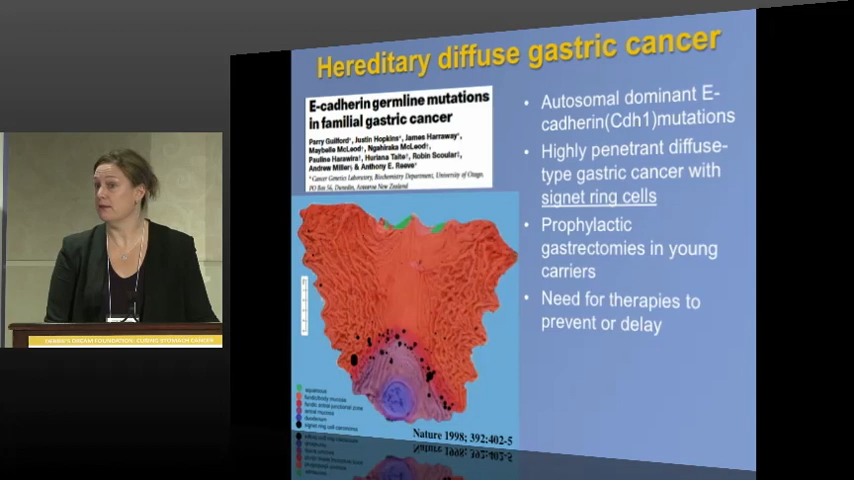 Hereditary diffuse gastric cancer
E-cadherin germline mutations
in familial gastric cancer
Parry Guilford*, Justin Hopkins*, James Harraway*,
Maybelle McLeod†, Ngahiraka McLeod†,
Pauline Harawira†, Huriana Taite†, Robin Scoular‡,
Andrew Miller§ & Anthony E. Reeve*
* Cancer Genetics Laboratory, Biochemistry Department, University of Otago,
PO Box 56, Dunedin, Aotearoa New Zealand
• Autosomal dominant E-
cadherin(Cdh1)mutations
• Highly penetrant diffuse-
type gastric cancer with
signet ring cells
• Prophylactic
gastrectomies in young
carriers
• Need for therapies to
prevent or delay
squamous
fundic/body mucosa
fundic antral junctional zone
antral mucosa
duodenum
signet ring cell carcinoma
Nature 1998; 392:402-5
DEBBIE'S DREAM FOUNDATION: CURING STOMACH CANCER